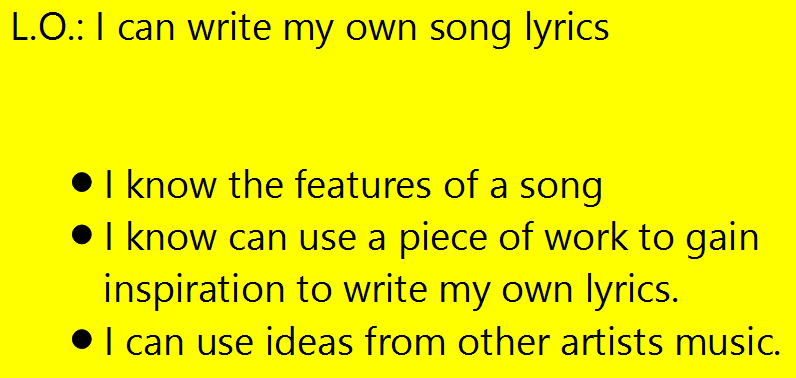 L.O.: I can write my own song lyrics
● I know the features of a song
● I know can use a piece of work to gain
inspiration to write my own lyrics.
● I can use ideas from other artists music.